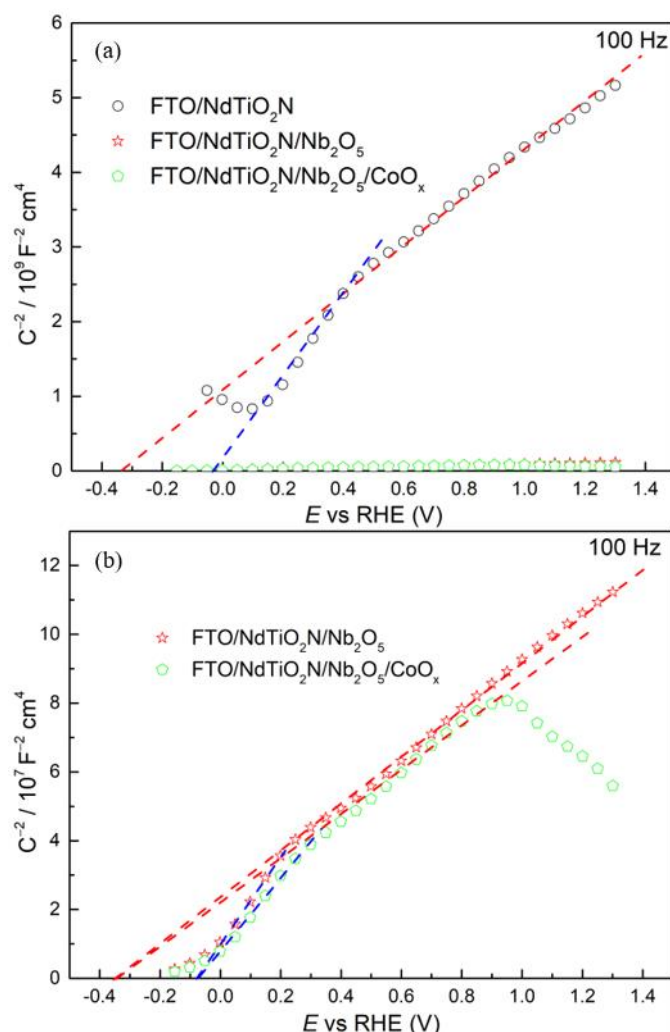 (a)
100 Hz
FTO/NdTiO₂N
FTO/NdTiO₂N/Nb₂O₅
FTO/NdTiO₂N/Nb₂O₅/CoOₓ
C⁻² / 10⁹ F⁻² cm⁴
6
5
4
3
2
1
0
-0.4 -0.2 0.0 0.2 0.4 0.6 0.8 1.0 1.2 1.4
E vs RHE (V)
(b)
100 Hz
FTO/NdTiO₂N/Nb₂O₅
FTO/NdTiO₂N/Nb₂O₅/CoOₓ
C⁻² / 10⁷ F⁻² cm⁴
12
10
8
6
4
2
0
-0.4 -0.2 0.0 0.2 0.4 0.6 0.8 1.0 1.2 1.4
E vs RHE (V)